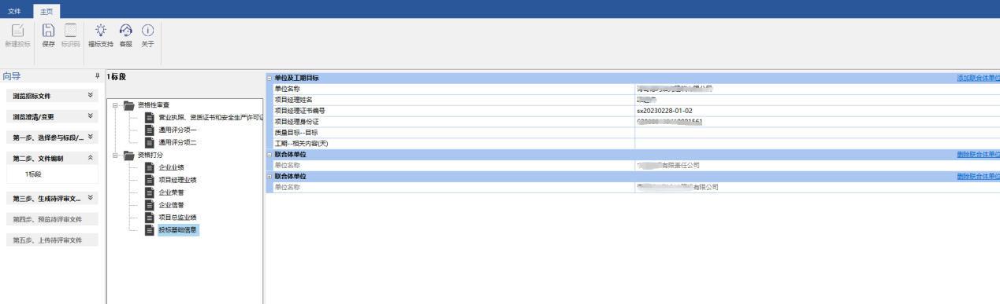 文件 主页
新建投标 保存 标识码 福标支持 客服 关于
向导
浏览招标文件
浏览澄清/变更
第一步、选择参与标段/...
第二步、文件编制
1标段
第三步、生成待评审文...
第四步、预览待评审文件
第五步、上传待评审文件
1标段
资格性审查
营业执照、资质证书和安全生产许可证
通用评分项一
通用评分项二
资格打分
企业业绩
项目经理业绩
企业荣誉
企业信誉
项目总监业绩
投标基础信息
单位及工期目标 添加联合体单位
单位名称
项目经理姓名
项目经理证书编号 sx20230228-01-02
项目经理身份证
质量目标--目标
工期--相关内容(天)
联合体单位 删除联合体单位
单位名称 有限责任公司
联合体单位 删除联合体单位
单位名称 有限公司